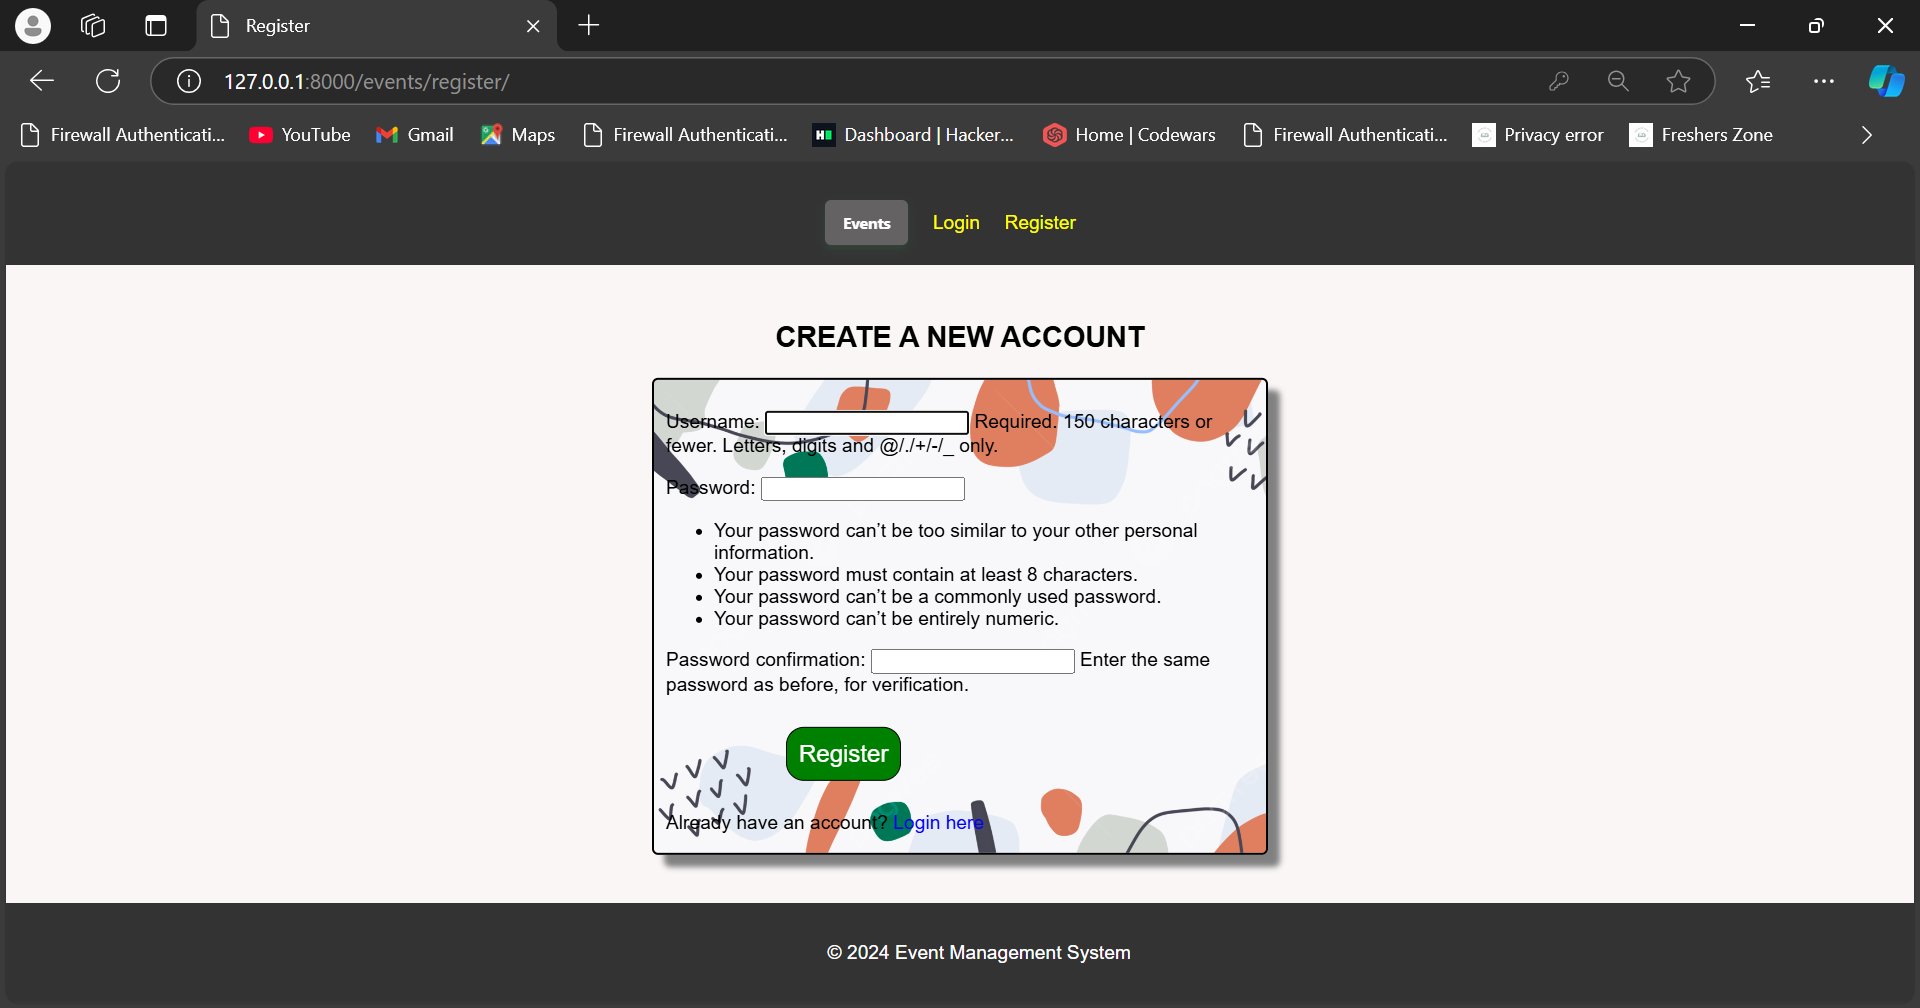 Register
127.0.0.1:8000/events/register/
Firewall Authenticati... YouTube Gmail Maps Firewall Authenticati... Dashboard | Hacker... Home | Codewars Firewall Authenticati... Privacy error Freshers Zone
Events Login Register
CREATE A NEW ACCOUNT
Username: Required. 150 characters or
fewer. Letters, digits and @/./+/-/_ only.
Password:
• Your password can’t be too similar to your other personal
information.
• Your password must contain at least 8 characters.
• Your password can’t be a commonly used password.
• Your password can’t be entirely numeric.
Password confirmation: Enter the same
password as before, for verification.
Register
Already have an account? Login here
© 2024 Event Management System